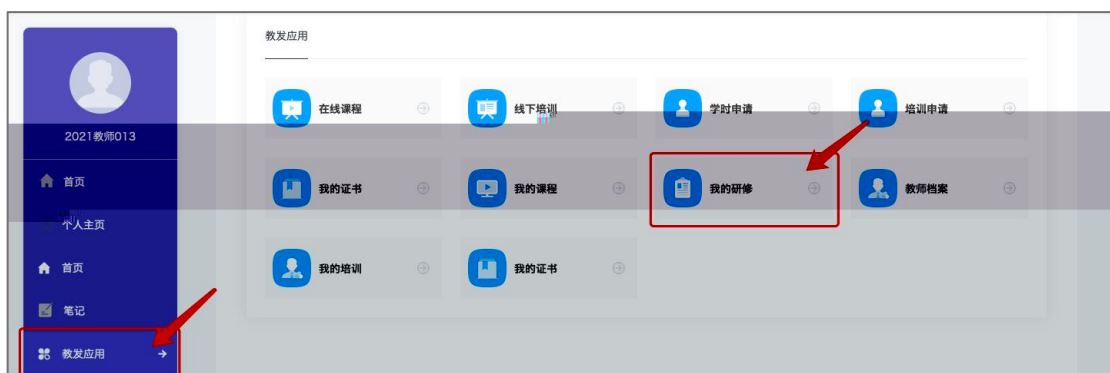 教发应用
在线课程
线下培训
学时申请
培训申请
2021教师013
首页
我的证书
我的课程
我的研修
教师档案
个人主页
首页
我的培训
我的证书
笔记
教发应用